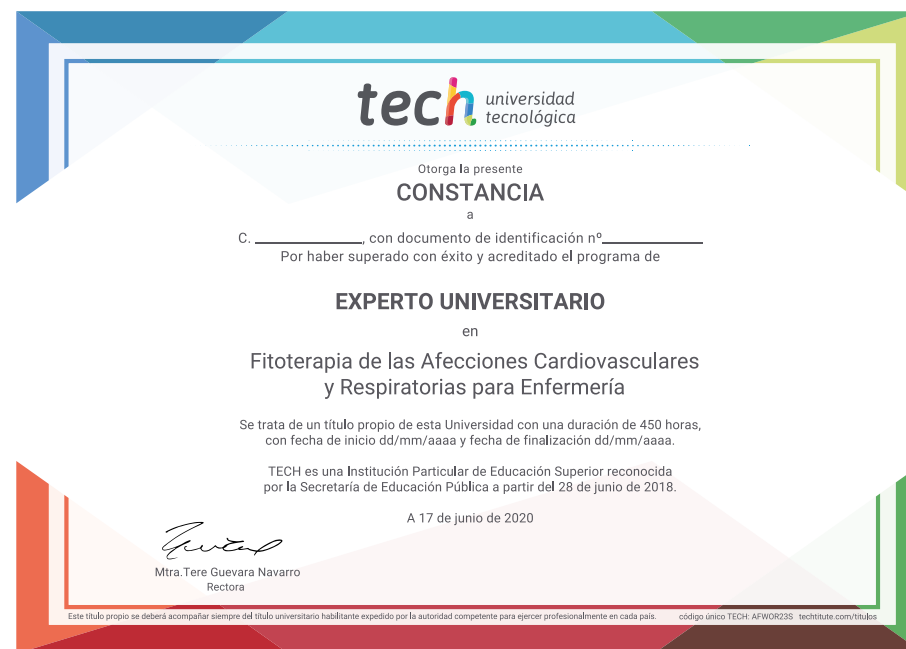 tech universidad
tecnológica
Otorga la presente
CONSTANCIA
a
C. ____________, con documento de identificación nº____________
Por haber superado con éxito y acreditado el programa de
EXPERTO UNIVERSITARIO
en
Fitoterapia de las Afecciones Cardiovasculares
y Respiratorias para Enfermería
Se trata de un título propio de esta Universidad con una duración de 450 horas,
con fecha de inicio dd/mm/aaaa y fecha de finalización dd/mm/aaaa.
TECH es una Institución Particular de Educación Superior reconocida
por la Secretaría de Educación Pública a partir del 28 de junio de 2018.
A 17 de junio de 2020
Mtra.Tere Guevara Navarro
Rectora
Este título propio se deberá acompañar siempre del título universitario habilitante expedido por la autoridad competente para ejercer profesionalmente en cada país. código único TECH: AFWOR23S techtitute.com/titulos